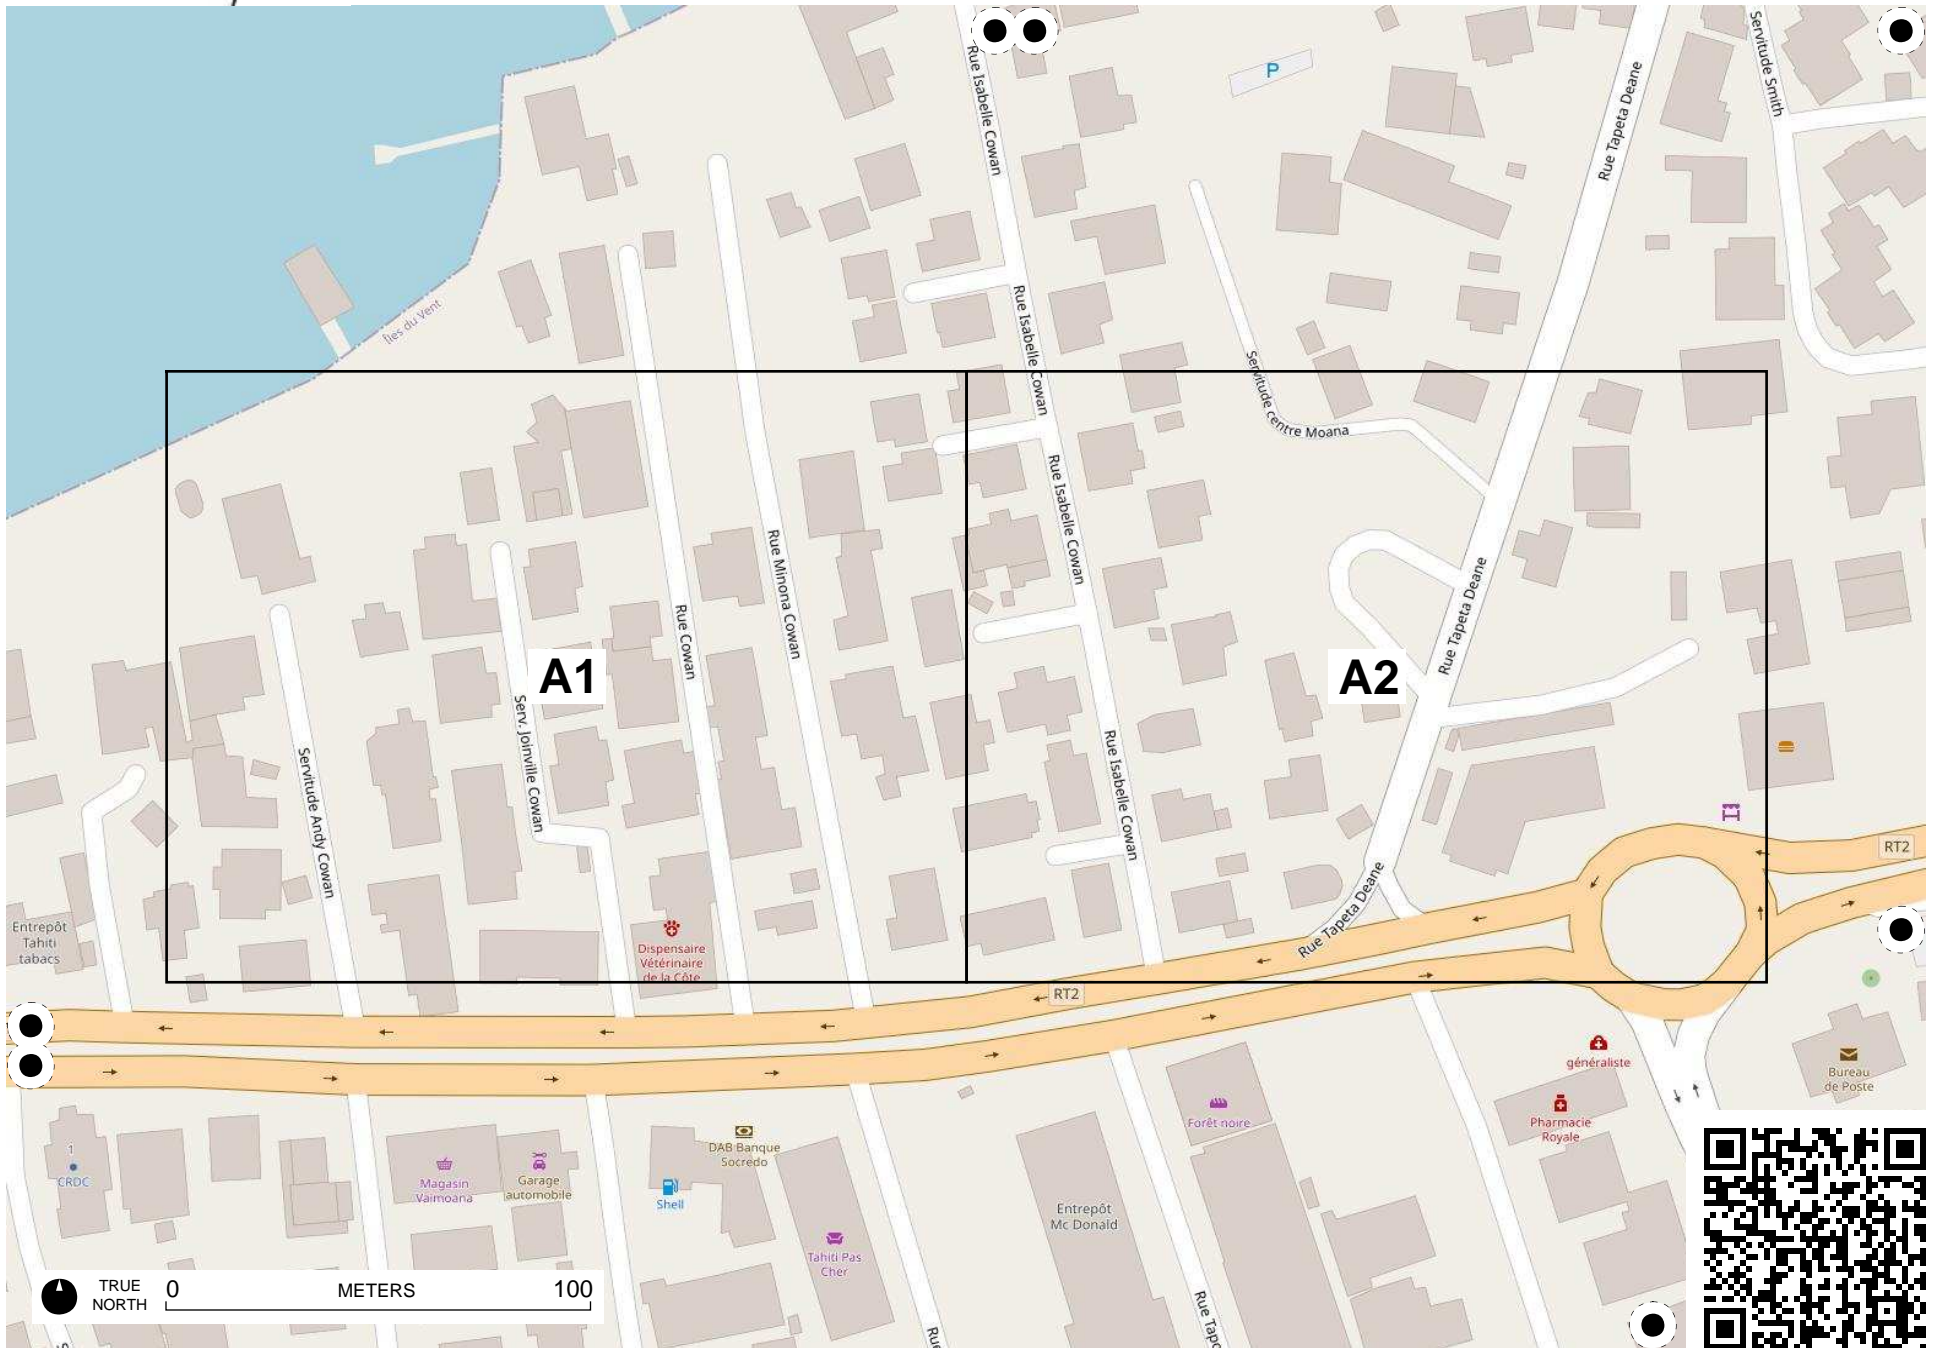 Rue Isabelle Cowan
P
Rue Tapeta Deane
Servitude Smith
Îles du Vent
Rue Isabelle Cowan
Servitude centre Moana
Rue Isabelle Cowan
Rue Minona Cowan
Rue Cowan
Rue Tapeta Deane
A1
A2
Serv. Joinville Cowan
Servitude Andy Cowan
Rue Isabelle Cowan
RT2
Rue Tapeta Deane
Entrepôt
Tahiti
tabacs
Dispensaire
Vétérinaire
de la Côte
RT2
généraliste
Bureau
de Poste
Forêt noire
Pharmacie
Royale
1
CRDC
Magasin
Vaimoana
Garage
automobile
DAB Banque
Socredo
Shell
Entrepôt
Mc Donald
Tahiti Pas
Cher
TRUE
NORTH
0
METERS
100
Rue
Rue Tapo